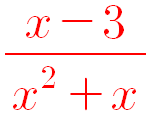 x − 3
x² + x